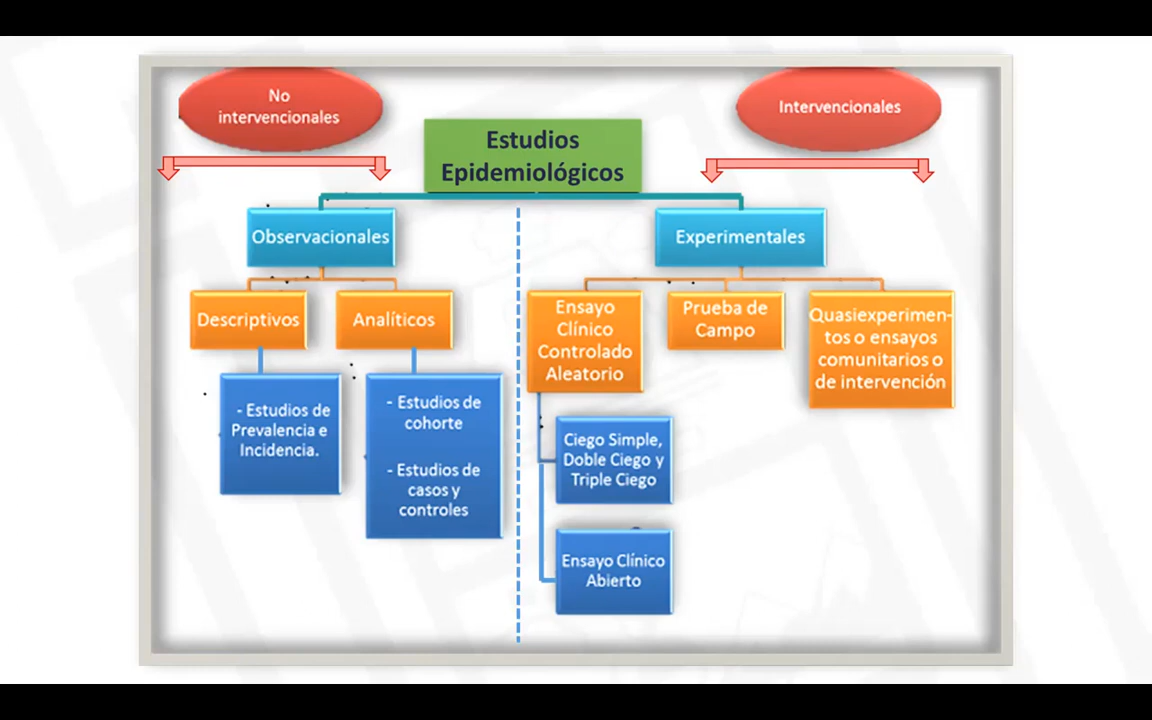 No
intervencionales
Intervencionales
Estudios
Epidemiológicos
Observacionales
Experimentales
Descriptivos
Analíticos
Ensayo
Clínico
Controlado
Aleatorio
Prueba de
Campo
Quasiexperimen-
tos o ensayos
comunitarios o
de intervención
- Estudios de
Prevalencia e
Incidencia.
- Estudios de
cohorte
- Estudios de
casos y
controles
Ciego Simple,
Doble Ciego y
Triple Ciego
Ensayo Clínico
Abierto